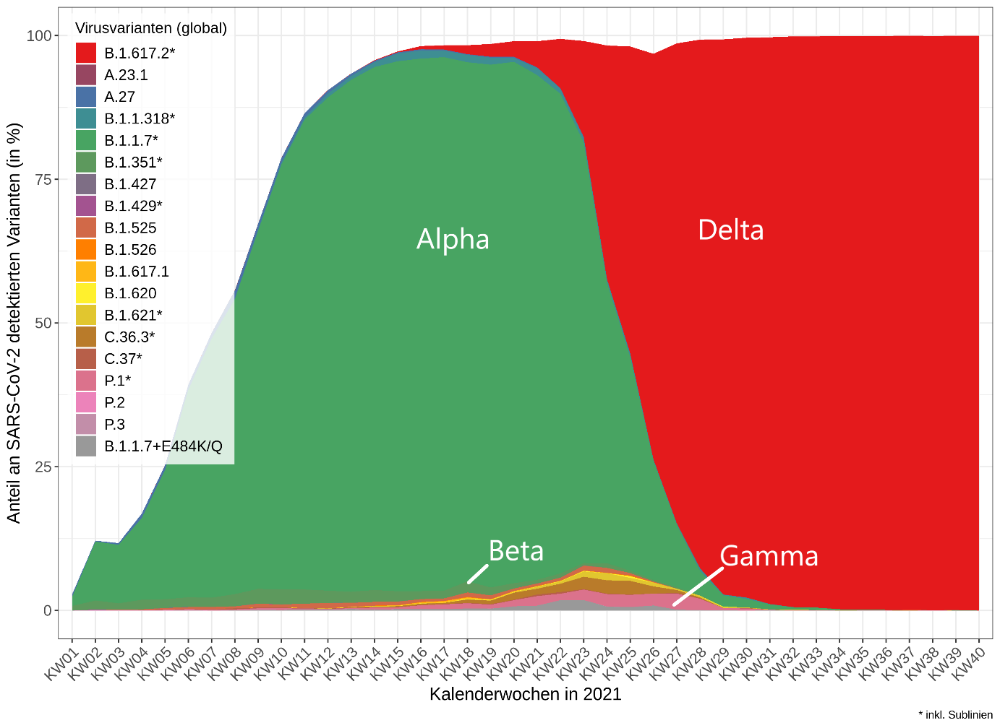 Virusvarianten (global)
B.1.617.2*
A.23.1
A.27
B.1.1.318*
B.1.1.7*
B.1.351*
B.1.427
B.1.429*
B.1.525
B.1.526
B.1.617.1
B.1.620
B.1.621*
C.36.3*
C.37*
P.1*
P.2
P.3
B.1.1.7+E484K/Q
Anteil an SARS-CoV-2 detektierten Varianten (in %)
100
75
50
25
0
Alpha
Delta
Beta
Gamma
KW01 KW02 KW03 KW04 KW05 KW06 KW07 KW08 KW09 KW10 KW11 KW12 KW13 KW14 KW15 KW16 KW17 KW18 KW19 KW20 KW21 KW22 KW23 KW24 KW25 KW26 KW27 KW28 KW29 KW30 KW31 KW32 KW33 KW34 KW35 KW36 KW37 KW38 KW39 KW40
Kalenderwochen in 2021
* inkl. Sublinien